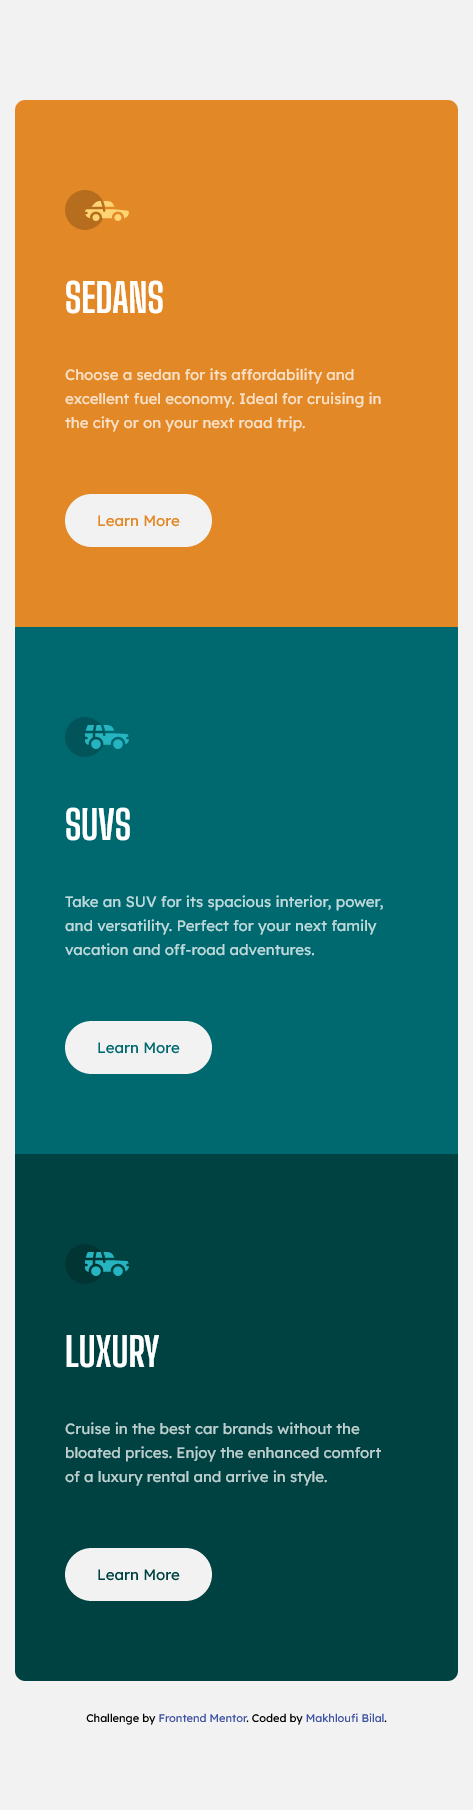 SEDANS
Choose a sedan for its affordability and
excellent fuel economy. Ideal for cruising in
the city or on your next road trip.
Learn More
SUVS
Take an SUV for its spacious interior, power,
and versatility. Perfect for your next family
vacation and off-road adventures.
Learn More
LUXURY
Cruise in the best car brands without the
bloated prices. Enjoy the enhanced comfort
of a luxury rental and arrive in style.
Learn More
Challenge by Frontend Mentor. Coded by Makhloufi Bilal.